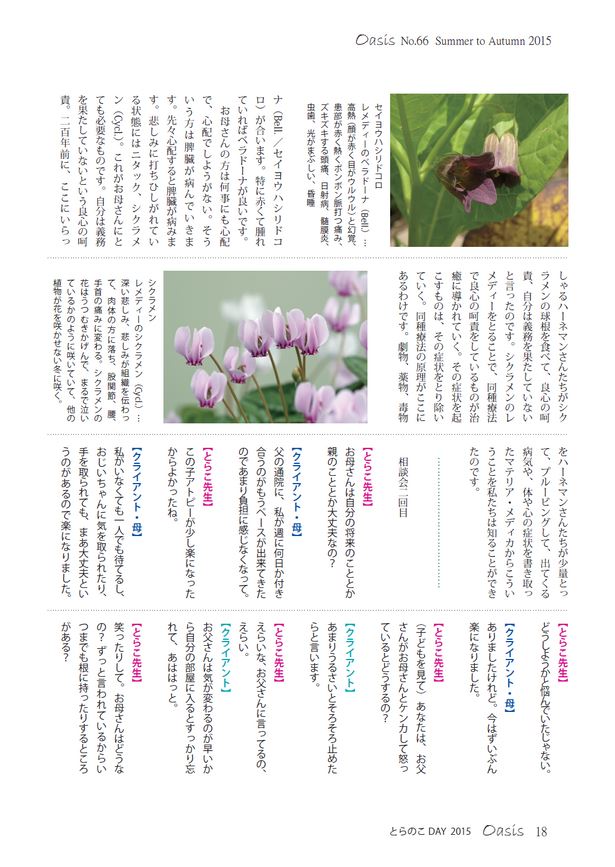 Oasis No.66 Summer to Autumn 2015
セイヨウハシリドコロ
レメディーのベラドーナ（Bell.）…
高熱（顔が赤く目がウルウル）と幻覚、
患部が赤く熱くボンボン脈打つ痛み、
ズキズキする頭痛、日射病、髄膜炎、
虫歯、光がまぶしい、昏睡
ナ（Bell.／セイヨウハシリドコ
ロ）が合います。特に赤くて腫れ
ていればベラドーナが良いです。
お母さんの方は何事にも心配
で、心配でしょうがない。そう
いう方は脾臓が病んでいきま
す。先々心配すると脾臓が病みま
す。悲しみに打ちひしがれてい
る状態にはニタック、シクラメ
ン（Cycl.）。これがお母さんにと
ても必要なものです。自分は義務
を果たしていないという良心の呵
責。二百年前に、ここにいらっ
しゃるハーネマンさんたちがシク
ラメンの球根を食べて、良心の呵
責、自分は義務を果たしていない
と言ったのです。シクラメンのレ
メディーをとることで、同種療法
で良心の呵責をしているものが治
癒に導かれていく。その症状を起
こすものは、その症状をとり除い
ていく。同種療法の原理がここに
あるわけです。劇物、薬物、毒物
シクラメン
レメディーのシクラメン（Cycl.）…
深い悲しみ、悲しみが組織を伝わっ
て、肉体の方に落ち、股関節、腰、
手首の痛みに変わる。シクラメンの
花はうつむきかげんで、まるで泣い
ているかのように咲いていて、他の
植物が花を咲かせない冬に咲く。
をハーネマンさんたちが少量とっ
て、プルービングして、出てくる
病気や、体や心の症状を書き取っ
たマテリア・メディカからこうい
うことを私たちは知ることができ
たのです。
相談会二回目
【とらこ先生】
お母さんは自分の将来のこととか
親のこととか大丈夫なの？
【クライアント・母】
父の通院に、私が週に何日か付き
合うのがもうペースが出来てきた
のであまり負担に感じなくなって。
【とらこ先生】
この子アトピーが少し楽になった
からよかったね。
【クライアント・母】
私がいなくても一人でも待てるし、
おじいちゃんに気を取られたり、
手を取られても、まあ大丈夫とい
うのがあるので楽になりました。
【とらこ先生】
どうしようかと悩んでいたじゃない。
【クライアント・母】
ありましたけれど。今はずいぶん
楽になりました。
【とらこ先生】
（子どもを見て）あなたは、お父
さんがお母さんとケンカして怒っ
ているとどうするの？
【クライアント】
あまりうるさいとそろそろ止めた
らと言います。
【とらこ先生】
えらいな、お父さんに言ってるの、
えらい。
【クライアント】
お父さんは気が変わるのが早いか
ら自分の部屋に入るとすっかり忘
れて、あははっと。
【とらこ先生】
笑ったりして。お母さんはどうな
の？ ずっと言われているからい
つまでも根に持ったりするところ
がある？
とらのこ DAY 2015 Oasis 18